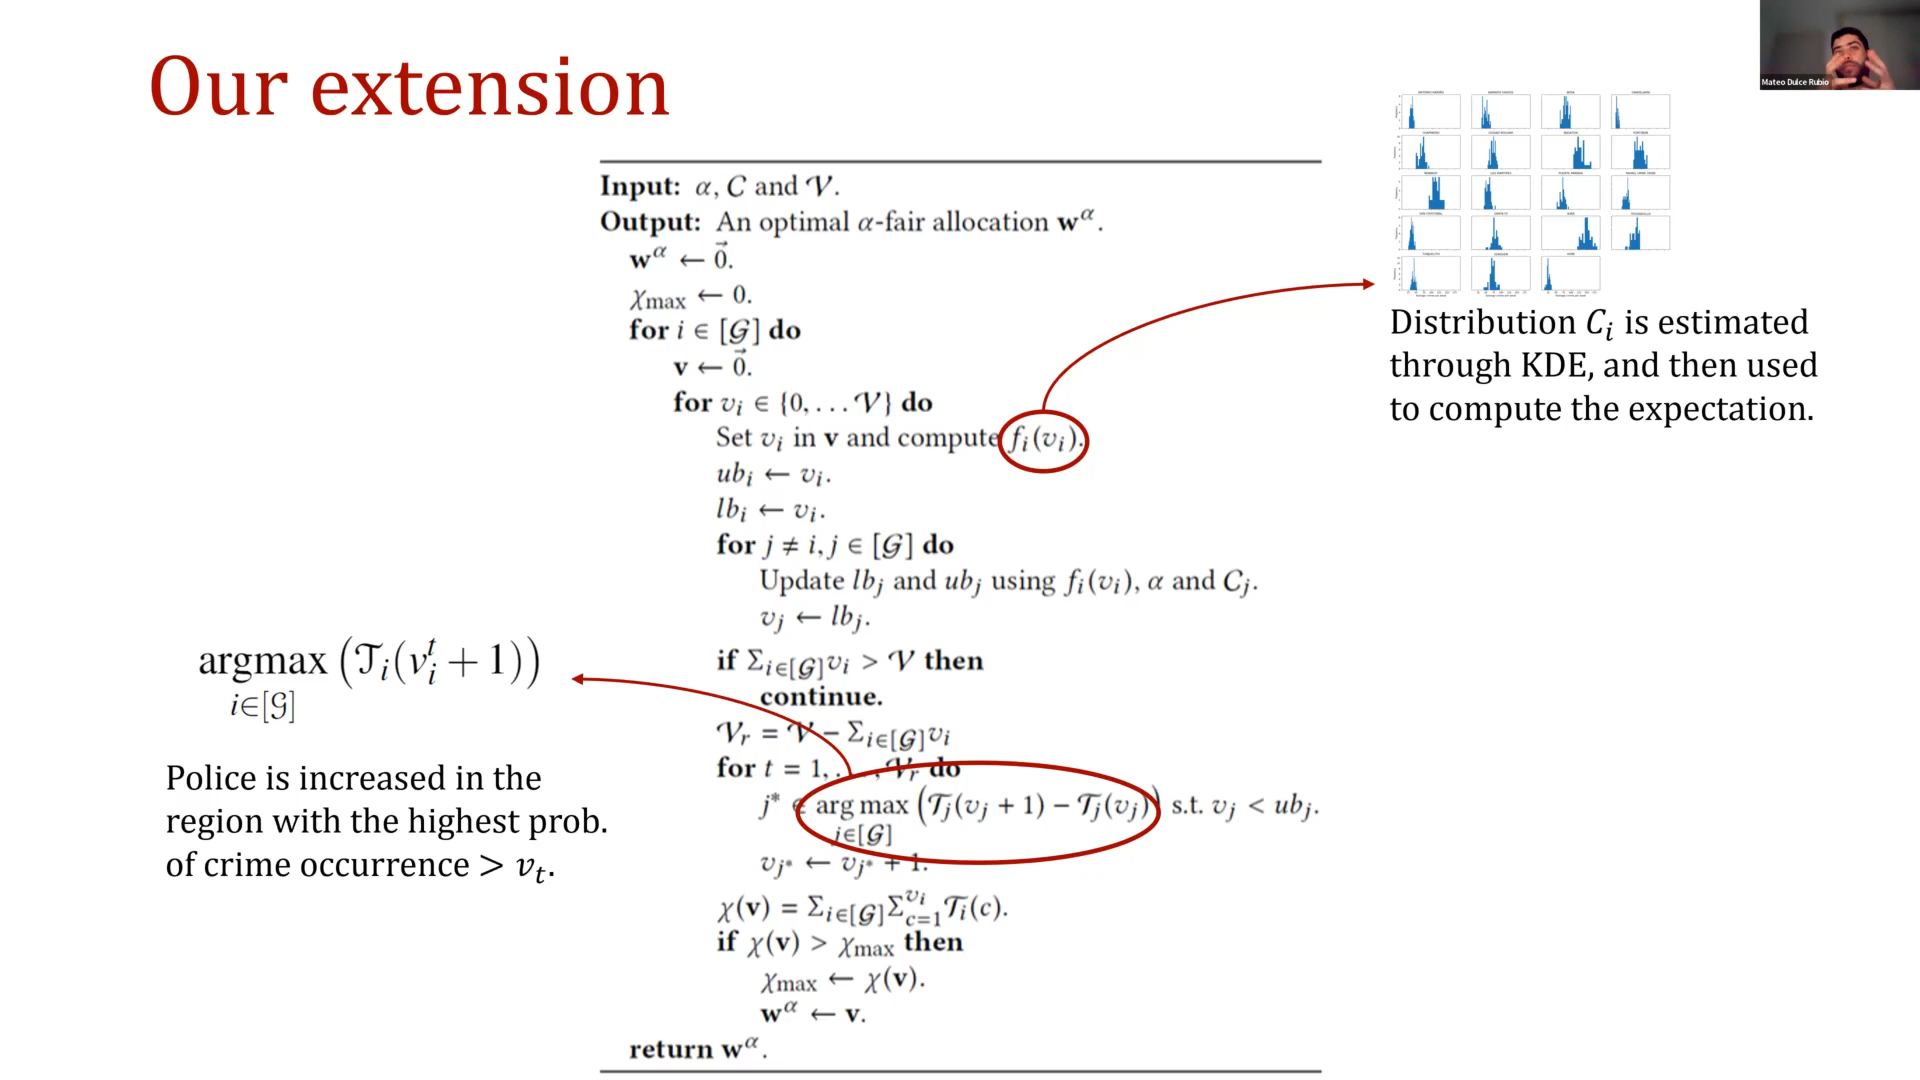 Our extension
Mateo Dulce Rubio
Input: α, C and 𝒱.
Output: An optimal α-fair allocation w^α.
w^α ← 0⃗.
χ_max ← 0.
for i ∈ [𝒢] do
v ← 0⃗.
for v_i ∈ {0, . . . 𝒱} do
Set v_i in v and compute f_i(v_i).
ub_i ← v_i.
lb_i ← v_i.
for j ≠ i, j ∈ [𝒢] do
Update lb_j and ub_j using f_i(v_i), α and C_j.
v_j ← lb_j.
if Σ_{i∈[𝒢]} v_i > 𝒱 then
continue.
𝒱_r = 𝒱 − Σ_{i∈[𝒢]} v_i
for t = 1, . . . , 𝒱_r do
j* ∈ arg max (𝒯_j(v_j + 1) − 𝒯_j(v_j)) s.t. v_j < ub_j.
j∈[𝒢]
v_{j*} ← v_{j*} + 1.
χ(v) = Σ_{i∈[𝒢]} Σ_{c=1}^{v_i} 𝒯_i(c).
if χ(v) > χ_max then
χ_max ← χ(v).
w^α ← v.
return w^α.
Distribution C_i is estimated
through KDE, and then used
to compute the expectation.
argmax (𝒯_i(v_i^t + 1))
i∈[𝒢]
Police is increased in the
region with the highest prob.
of crime occurrence > v_t.